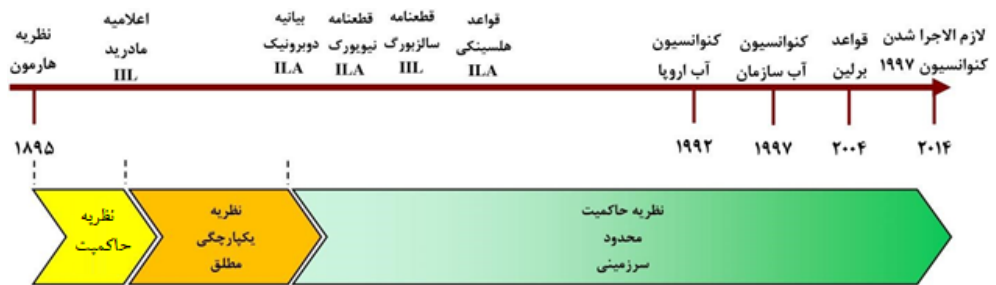 نظریه
هارمون
اعلامیه
مادرید
IIL
بیانیه
دوبرونیک
ILA
قطعنامه
نیویورک
ILA
قطعنامه
سالزبورگ
IIL
قواعد
هلسینکی
ILA
کنوانسیون
آب اروپا
کنوانسیون
آب سازمان
قواعد
برلین
لازم الاجرا شدن
کنوانسیون ۱۹۹۷
۱۸۹۵
۱۹۹۲
۱۹۹۷
۲۰۰۴
۲۰۱۴
نظریه
حاکمیت
نظریه
یکپارچگی
مطلق
نظریه حاکمیت
محدود
سرزمینی